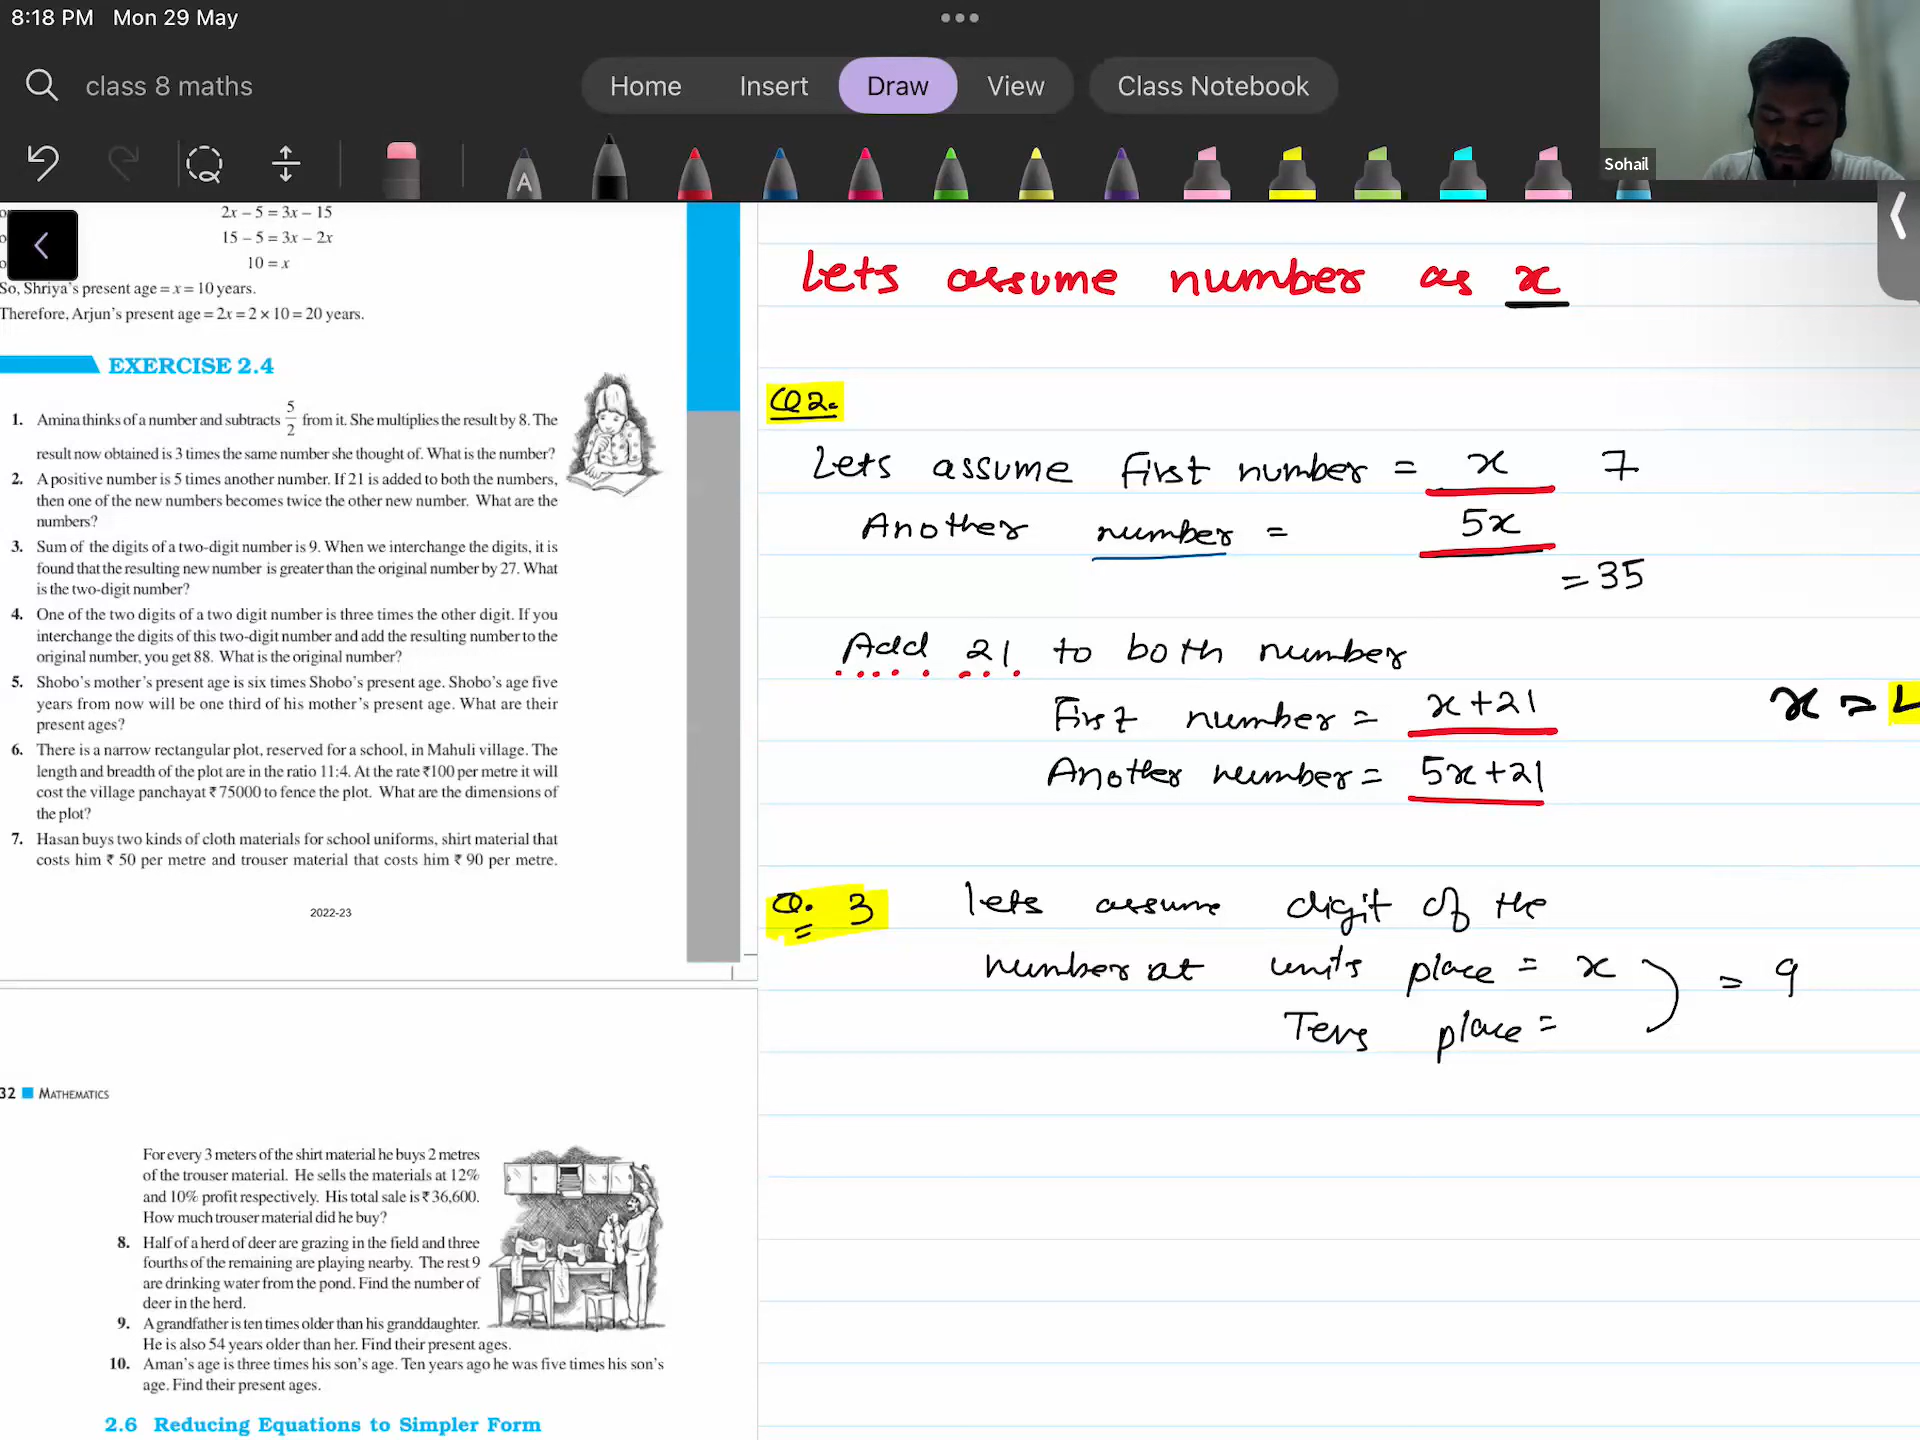 8:18 PM Mon 29 May
class 8 maths
Home Insert Draw View Class Notebook
A
Sohail
2x – 5 = 3x – 15
15 – 5 = 3x – 2x
10 = x
So, Shriya's present age = x = 10 years.
Therefore, Arjun's present age = 2x = 2 × 10 = 20 years.
EXERCISE 2.4
1. Amina thinks of a number and subtracts 5/2 from it. She multiplies the result by 8. The
result now obtained is 3 times the same number she thought of. What is the number?
2. A positive number is 5 times another number. If 21 is added to both the numbers,
then one of the new numbers becomes twice the other new number. What are the
numbers?
3. Sum of the digits of a two-digit number is 9. When we interchange the digits, it is
found that the resulting new number is greater than the original number by 27. What
is the two-digit number?
4. One of the two digits of a two digit number is three times the other digit. If you
interchange the digits of this two-digit number and add the resulting number to the
original number, you get 88. What is the original number?
5. Shobo's mother's present age is six times Shobo's present age. Shobo's age five
years from now will be one third of his mother's present age. What are their
present ages?
6. There is a narrow rectangular plot, reserved for a school, in Mahuli village. The
length and breadth of the plot are in the ratio 11:4. At the rate ₹100 per metre it will
cost the village panchayat ₹ 75000 to fence the plot. What are the dimensions of
the plot?
7. Hasan buys two kinds of cloth materials for school uniforms, shirt material that
costs him ₹ 50 per metre and trouser material that costs him ₹ 90 per metre.
2022-23
32 MATHEMATICS
For every 3 meters of the shirt material he buys 2 metres
of the trouser material. He sells the materials at 12%
and 10% profit respectively. His total sale is ₹ 36,600.
How much trouser material did he buy?
8. Half of a herd of deer are grazing in the field and three
fourths of the remaining are playing nearby. The rest 9
are drinking water from the pond. Find the number of
deer in the herd.
9. A grandfather is ten times older than his granddaughter.
He is also 54 years older than her. Find their present ages.
10. Aman's age is three times his son's age. Ten years ago he was five times his son's
age. Find their present ages.
2.6 Reducing Equations to Simpler Form
Lets assume number as x
Q2.
Lets assume First number = x 7
Another number = 5x
= 35
Add 21 to both number
First number = x+21
x =
Another number = 5x+21
Q. 3 lets assume digit of the
number at units place = x
Tens place =
= 9